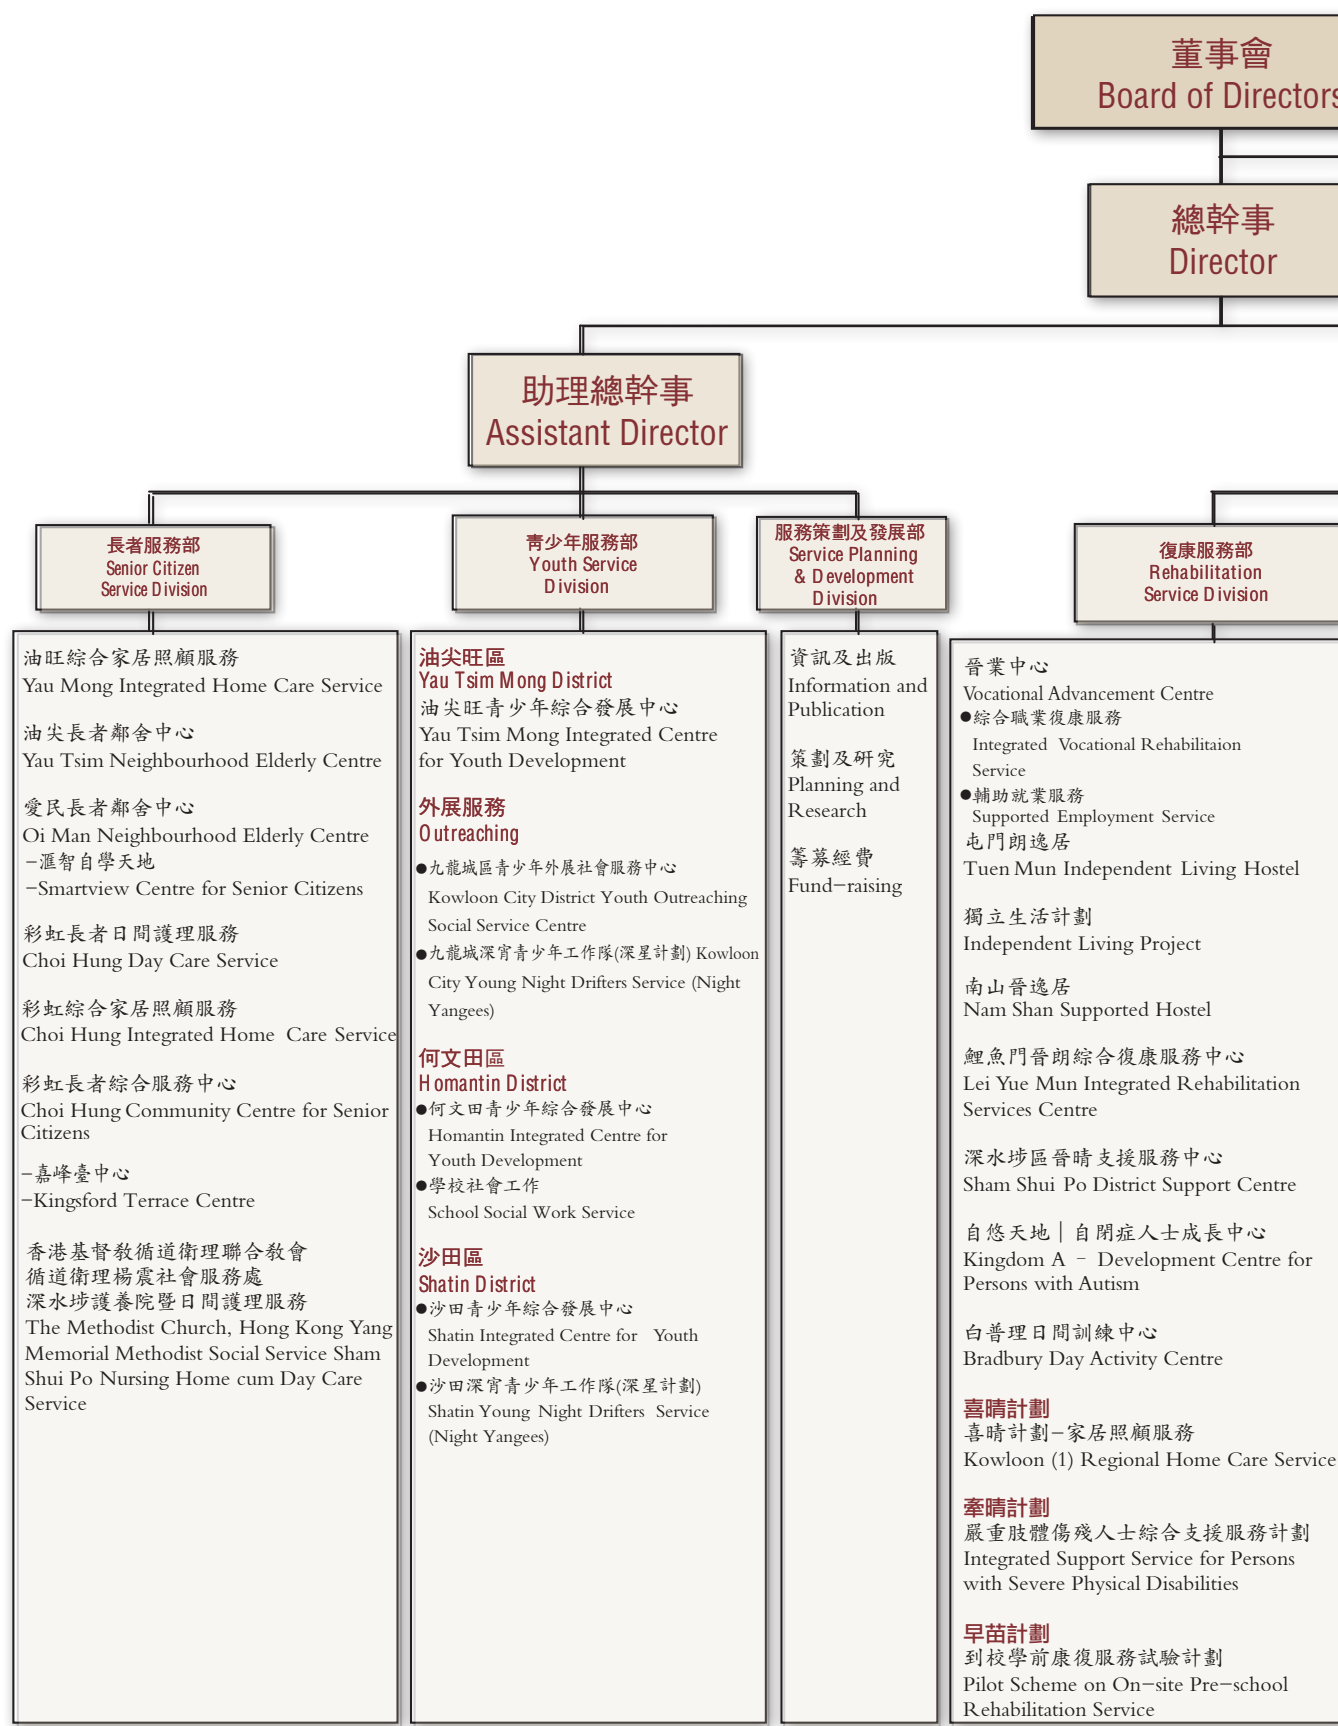 董事會
Board of Directors
總幹事
Director
助理總幹事
Assistant Director
長者服務部
Senior Citizen
Service Division
油旺綜合家居照顧服務
Yau Mong Integrated Home Care Service
油尖長者鄰舍中心
Yau Tsim Neighbourhood Elderly Centre
愛民長者鄰舍中心
Oi Man Neighbourhood Elderly Centre
–滙智自學天地
–Smartview Centre for Senior Citizens
彩虹長者日間護理服務
Choi Hung Day Care Service
彩虹綜合家居照顧服務
Choi Hung Integrated Home Care Service
彩虹長者綜合服務中心
Choi Hung Community Centre for Senior
Citizens
–嘉峰臺中心
–Kingsford Terrace Centre
香港基督教循道衛理聯合教會
循道衛理楊震社會服務處
深水埗護養院暨日間護理服務
The Methodist Church, Hong Kong Yang
Memorial Methodist Social Service Sham
Shui Po Nursing Home cum Day Care
Service
青少年服務部
Youth Service
Division
油尖旺區
Yau Tsim Mong District
油尖旺青少年綜合發展中心
Yau Tsim Mong Integrated Centre
for Youth Development
外展服務
Outreaching
●九龍城區青少年外展社會服務中心
Kowloon City District Youth Outreaching
Social Service Centre
●九龍城深宵青少年工作隊(深星計劃) Kowloon
City Young Night Drifters Service (Night
Yangees)
何文田區
Homantin District
●何文田青少年綜合發展中心
Homantin Integrated Centre for
Youth Development
●學校社會工作
School Social Work Service
沙田區
Shatin District
●沙田青少年綜合發展中心
Shatin Integrated Centre for Youth
Development
●沙田深宵青少年工作隊(深星計劃)
Shatin Young Night Drifters Service
(Night Yangees)
服務策劃及發展部
Service Planning
& Development
Division
資訊及出版
Information and
Publication
策劃及研究
Planning and
Research
籌募經費
Fund–raising
復康服務部
Rehabilitation
Service Division
晉業中心
Vocational Advancement Centre
●綜合職業復康服務
Integrated Vocational Rehabilitaion
Service
●輔助就業服務
Supported Employment Service
屯門朗逸居
Tuen Mun Independent Living Hostel
獨立生活計劃
Independent Living Project
南山晉逸居
Nam Shan Supported Hostel
鯉魚門晉朗綜合復康服務中心
Lei Yue Mun Integrated Rehabilitation
Services Centre
深水埗區晉晴支援服務中心
Sham Shui Po District Support Centre
自悠天地｜自閉症人士成長中心
Kingdom A – Development Centre for
Persons with Autism
白普理日間訓練中心
Bradbury Day Activity Centre
喜晴計劃
喜晴計劃–家居照顧服務
Kowloon (1) Regional Home Care Service
牽晴計劃
嚴重肢體傷殘人士綜合支援服務計劃
Integrated Support Service for Persons
with Severe Physical Disabilities
早苗計劃
到校學前康復服務試驗計劃
Pilot Scheme on On–site Pre–school
Rehabilitation Service